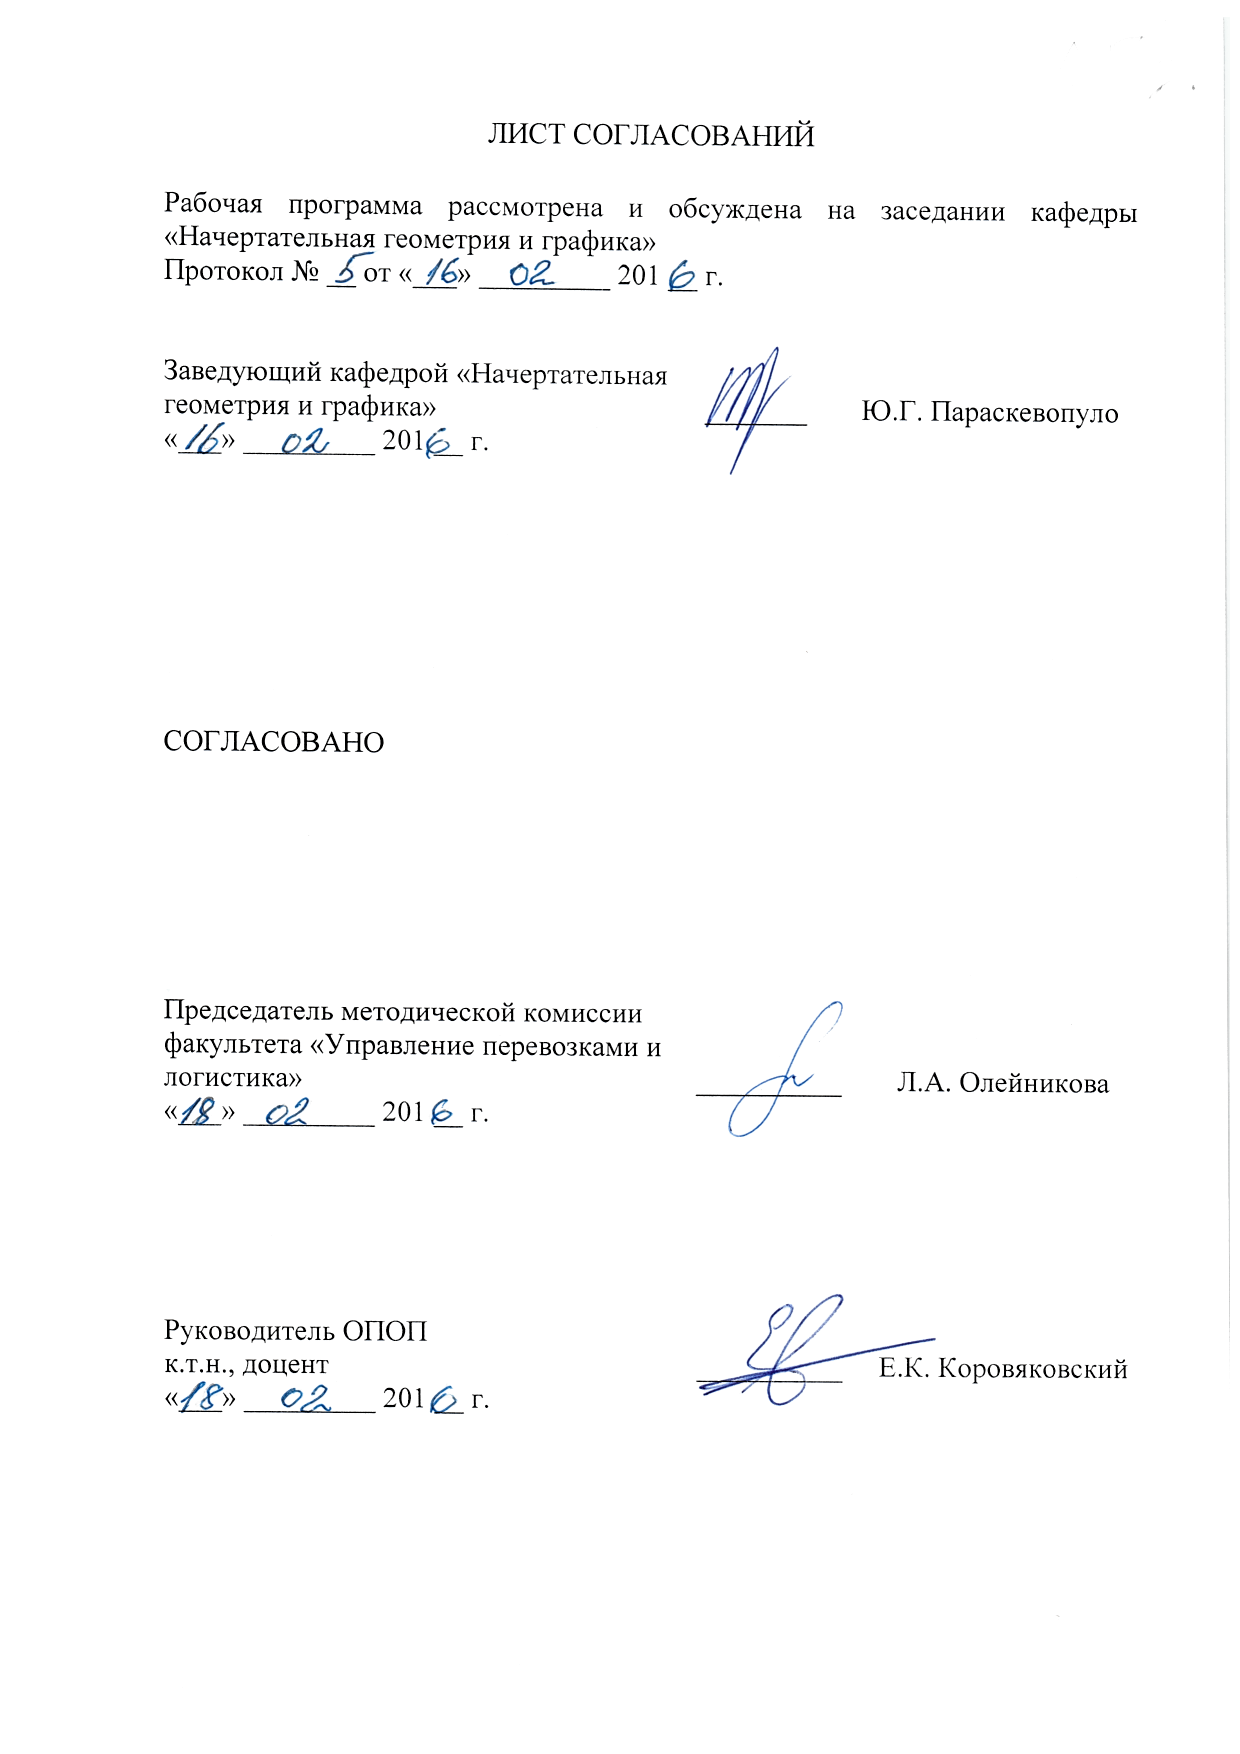 ЛИСТ СОГЛАСОВАНИЙ
Рабочая программа рассмотрена и обсуждена на заседании кафедры
«Начертательная геометрия и графика»
Протокол № 5 от «16» 02 2016 г.
Заведующий кафедрой «Начертательная
геометрия и графика» Ю.Г. Параскевопуло
«16» 02 2016 г.
СОГЛАСОВАНО
Председатель методической комиссии
факультета «Управление перевозками и
логистика» Л.А. Олейникова
«18» 02 2016 г.
Руководитель ОПОП
к.т.н., доцент Е.К. Коровяковский
«18» 02 2016 г.